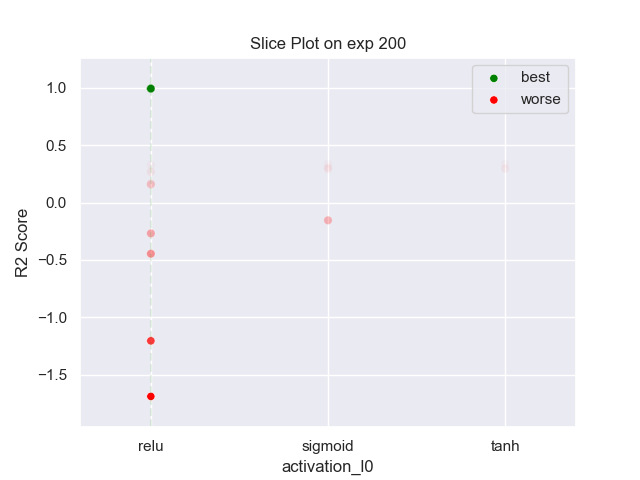 Slice Plot on exp 200
best
worse
1.0
0.5
0.0
−0.5
−1.0
−1.5
R2 Score
relu
sigmoid
tanh
activation_l0